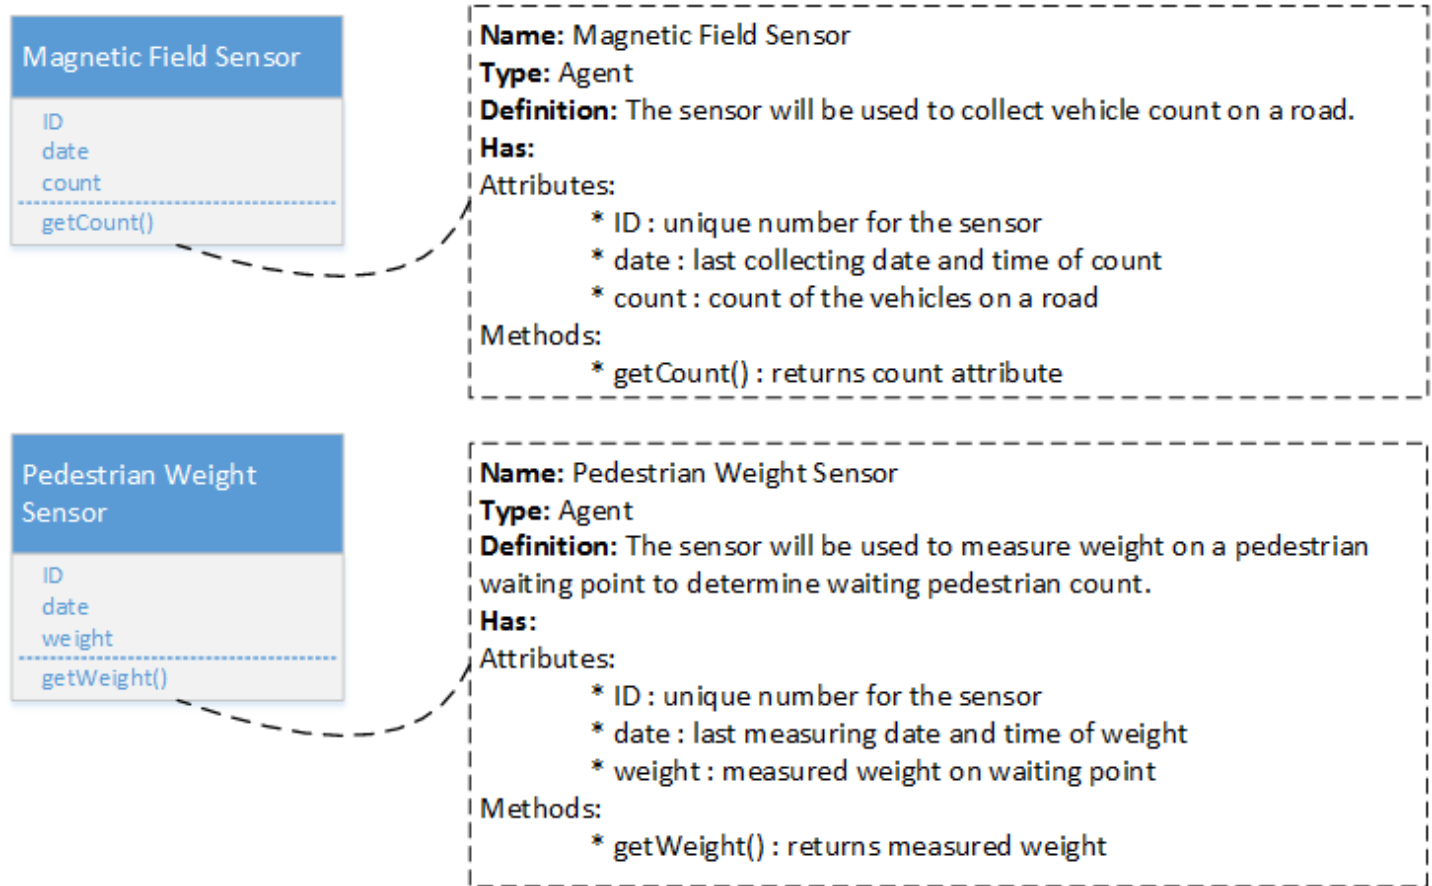 Magnetic Field Sensor
ID
date
count
getCount()
Name: Magnetic Field Sensor
Type: Agent
Definition: The sensor will be used to collect vehicle count on a road.
Has:
Attributes:
* ID : unique number for the sensor
* date : last collecting date and time of count
* count : count of the vehicles on a road
Methods:
* getCount() : returns count attribute
Pedestrian Weight
Sensor
ID
date
weight
getWeight()
Name: Pedestrian Weight Sensor
Type: Agent
Definition: The sensor will be used to measure weight on a pedestrian
waiting point to determine waiting pedestrian count.
Has:
Attributes:
* ID : unique number for the sensor
* date : last measuring date and time of weight
* weight : measured weight on waiting point
Methods:
* getWeight() : returns measured weight